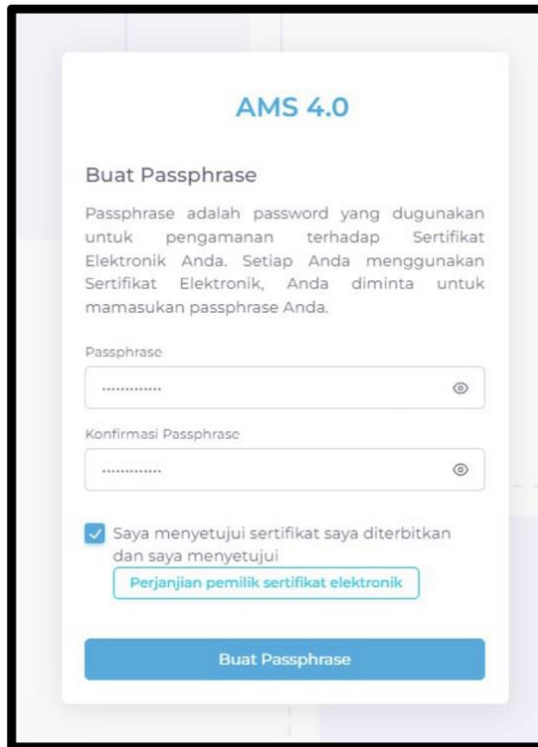 AMS 4.0
Buat Passphrase
Passphrase adalah password yang dugunakan
untuk pengamanan terhadap Sertifikat
Elektronik Anda. Setiap Anda menggunakan
Sertifikat Elektronik, Anda diminta untuk
mamasukan passphrase Anda.
Passphrase
Konfirmasi Passphrase
Saya menyetujui sertifikat saya diterbitkan
dan saya menyetujui
Perjanjian pemilik sertifikat elektronik
Buat Passphrase